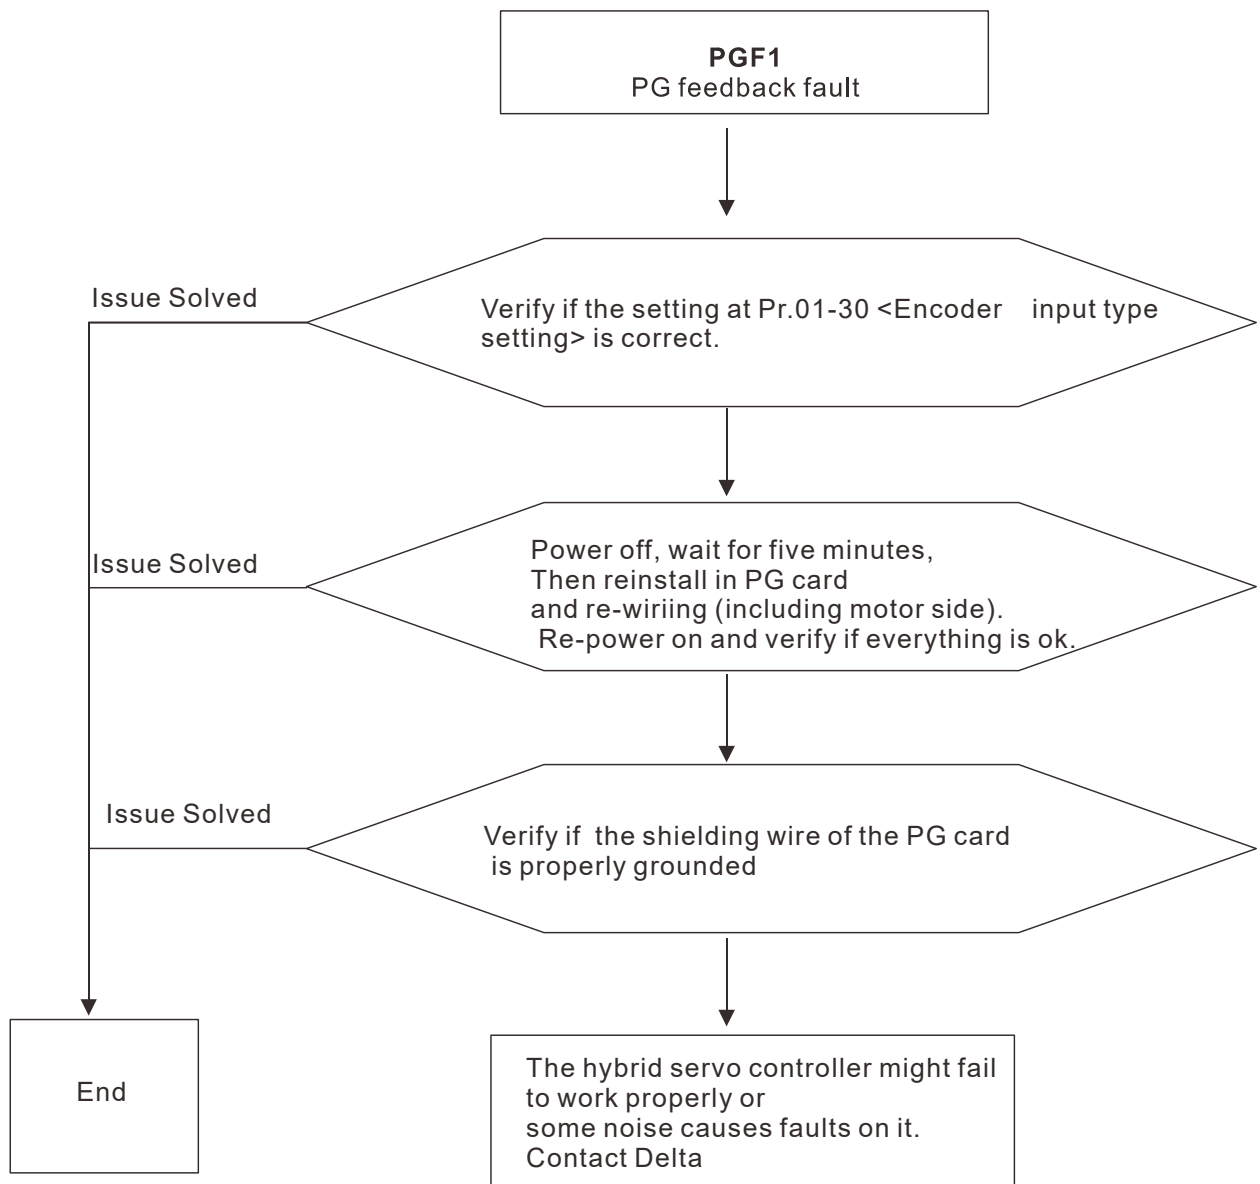 PGF1
PG feedback fault
Issue Solved
Verify if the setting at Pr.01-30 <Encoder input type
setting> is correct.
Issue Solved
Power off, wait for five minutes,
Then reinstall in PG card
and re-wiriing (including motor side).
Re-power on and verify if everything is ok.
Issue Solved
Verify if the shielding wire of the PG card
is properly grounded
End
The hybrid servo controller might fail
to work properly or
some noise causes faults on it.
Contact Delta